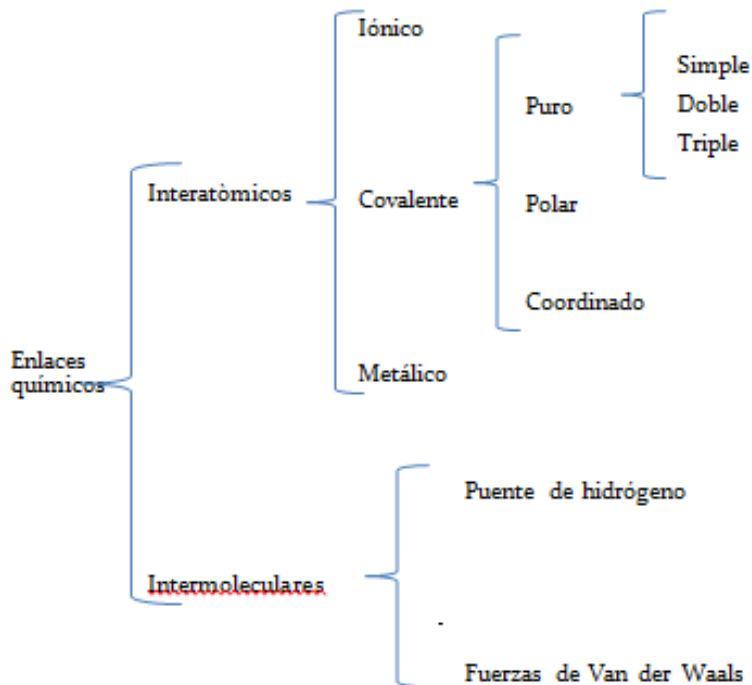 Enlaces
químicos
Interatòmicos
Iónico
Covalente
Puro
Simple
Doble
Triple
Polar
Coordinado
Metálico
Intermoleculares
Puente de hidrógeno
.
Fuerzas de Van der Waals